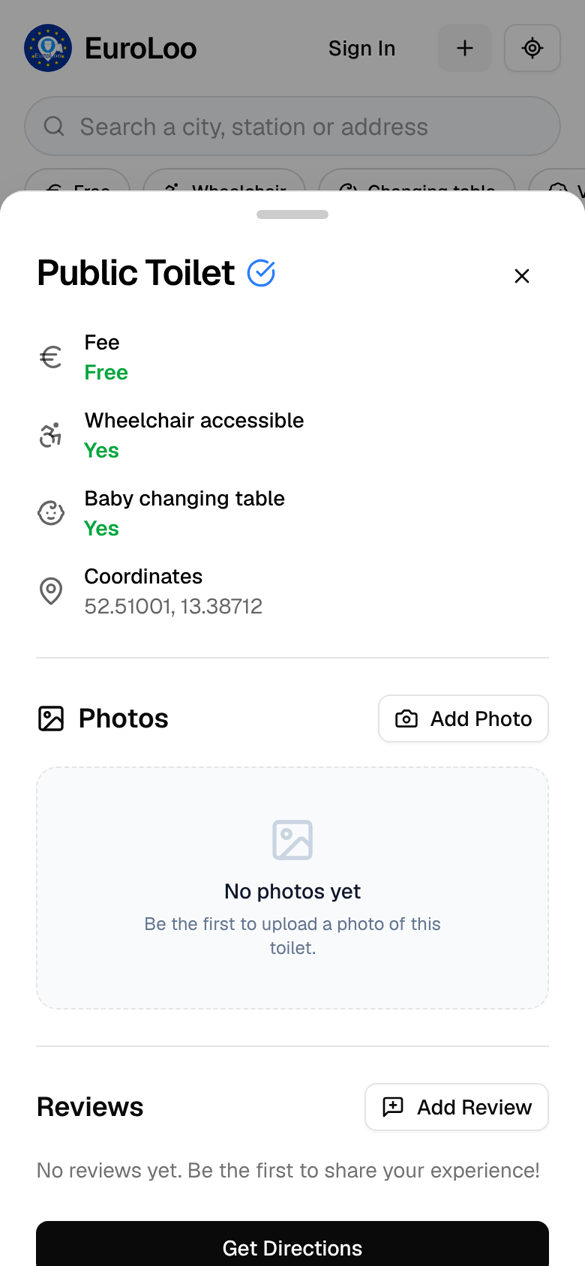 EuroLoo
Sign In
Search a city, station or address
Free
Wheelchair
Changing table
Public Toilet
Fee
Free
Wheelchair accessible
Yes
Baby changing table
Yes
Coordinates
52.51001, 13.38712
Photos
Add Photo
No photos yet
Be the first to upload a photo of this
toilet.
Reviews
Add Review
No reviews yet. Be the first to share your experience!
Get Directions